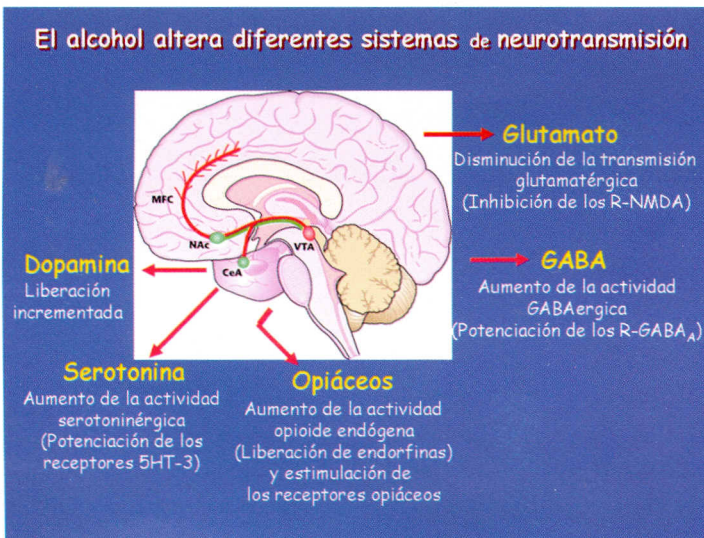 El alcohol altera diferentes sistemas de neurotransmisión
MFC
NAc
VTA
CeA
Glutamato
Disminución de la transmisión
glutamatérgica
(Inhibición de los R-NMDA)
GABA
Aumento de la actividad
GABAergica
(Potenciación de los R-GABAA)
Dopamina
Liberación
incrementada
Serotonina
Aumento de la actividad
serotoninérgica
(Potenciación de los
receptores 5HT-3)
Opiáceos
Aumento de la actividad
opioide endógena
(Liberación de endorfinas)
y estimulación de
los receptores opiáceos